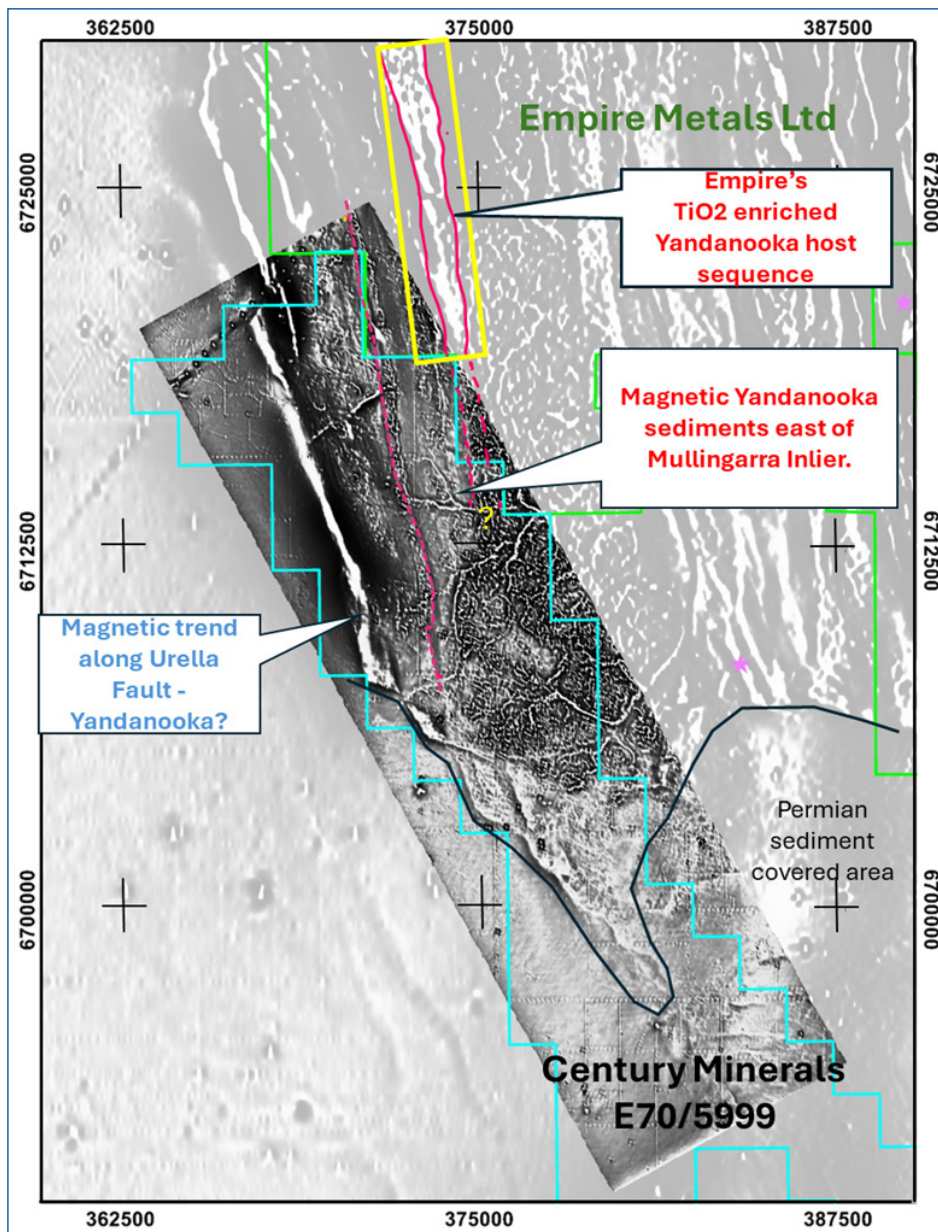 362500 375000 387500
Empire Metals Ltd
6725000 6725000
Empire's
TiO2 enriched
Yandanooka host
sequence
Magnetic Yandanooka
sediments east of
Mullingarra Inlier.
?
6712500 6712500
Magnetic trend
along Urella
Fault -
Yandanooka?
Permian
sediment
covered area
6700000 6700000
Century Minerals
E70/5999
362500 375000 387500